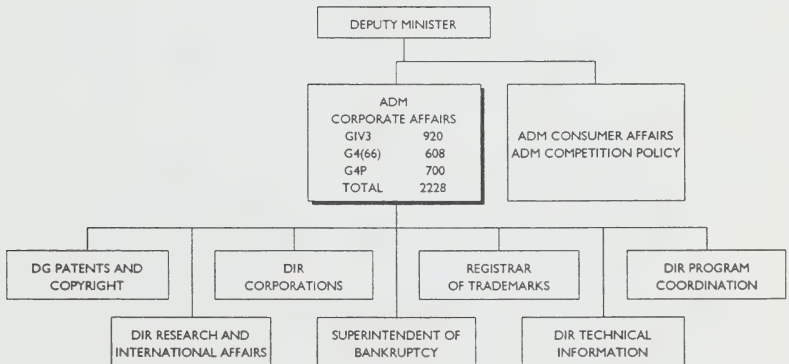 DEPUTY MINISTER
ADM
CORPORATE AFFAIRS
GIV3 920
G4(66) 608
G4P 700
TOTAL 2228
ADM CONSUMER AFFAIRS
ADM COMPETITION POLICY
DG PATENTS AND
COPYRIGHT
DIR
CORPORATIONS
REGISTRAR
OF TRADEMARKS
DIR PROGRAM
COORDINATION
DIR RESEARCH AND
INTERNATIONAL AFFAIRS
SUPERINTENDENT OF
BANKRUPTCY
DIR TECHNICAL
INFORMATION